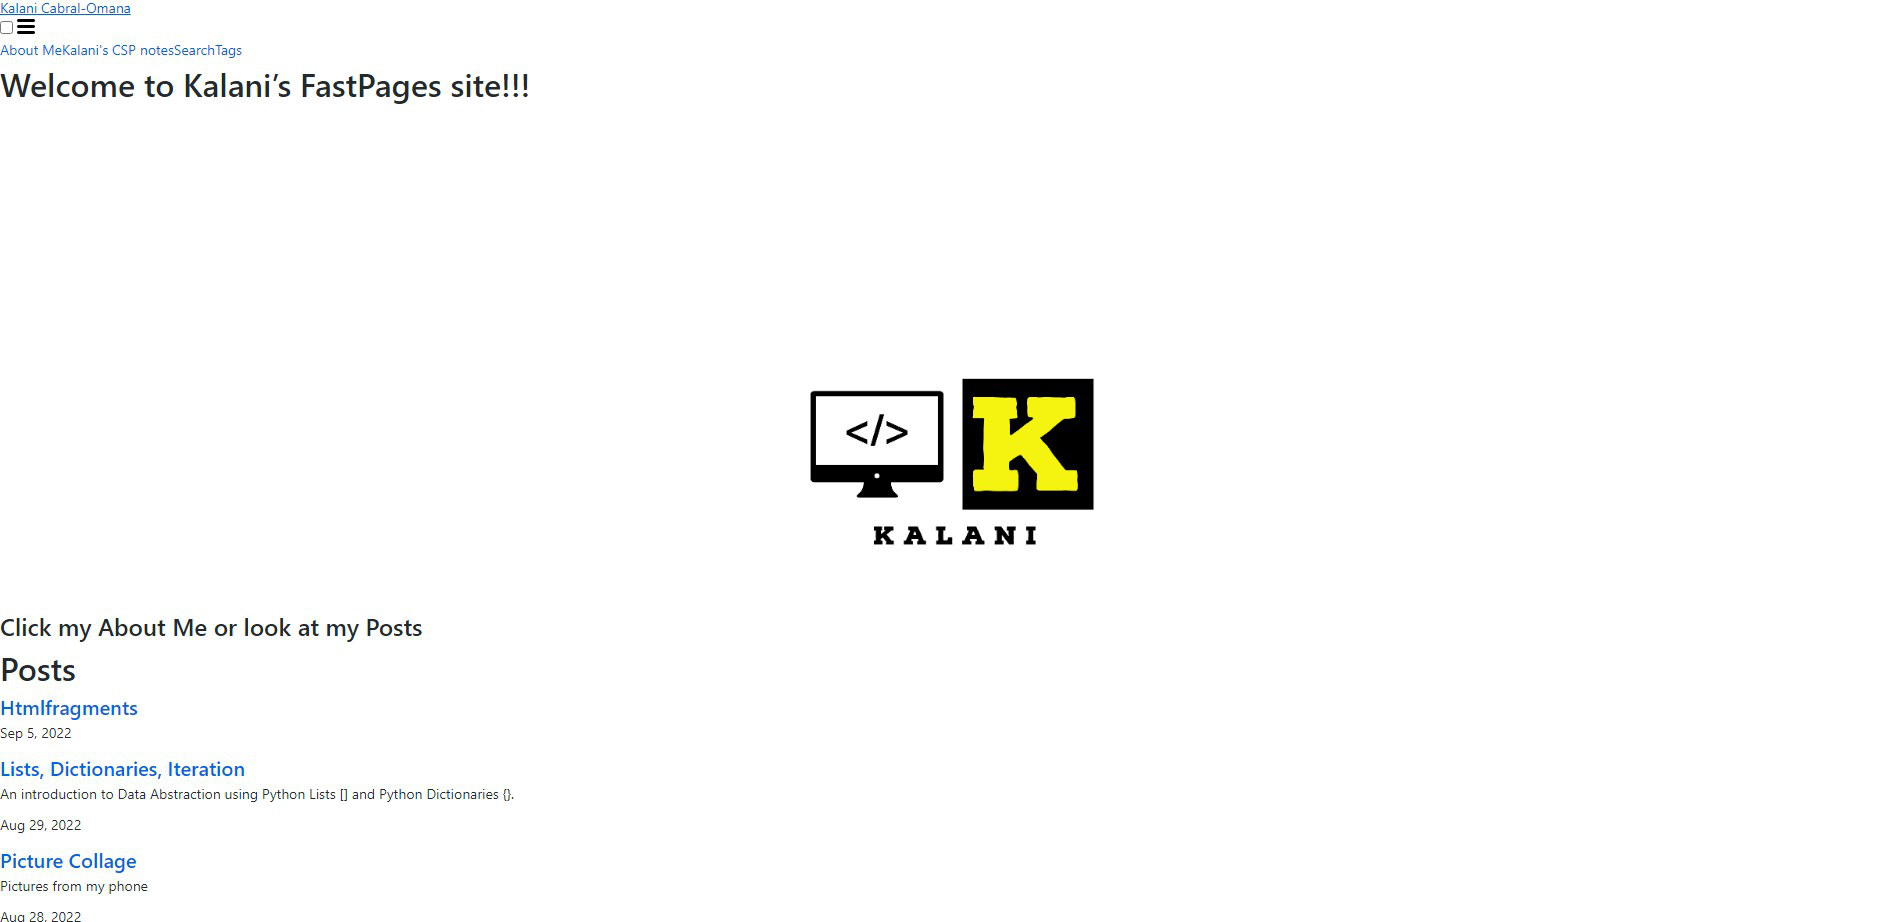 Kalani Cabral-Omana
About MeKalani's CSP notesSearchTags
Welcome to Kalani’s FastPages site!!!
</>
K
KALANI
Click my About Me or look at my Posts
Posts
Htmlfragments
Sep 5, 2022
Lists, Dictionaries, Iteration
An introduction to Data Abstraction using Python Lists [] and Python Dictionaries {}.
Aug 29, 2022
Picture Collage
Pictures from my phone
Aug 28, 2022